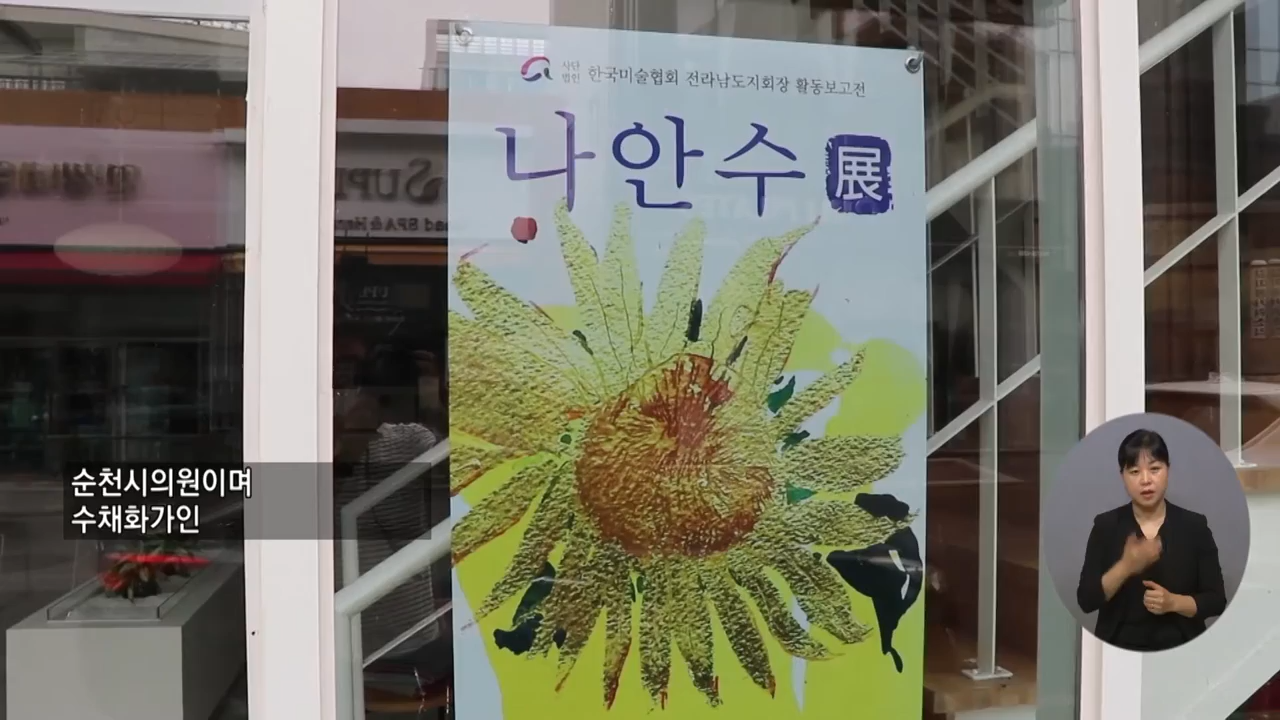 사단
법인 한국미술협회 전라남도지회장 활동보고전
나안수 展
순천시의원이며
수채화가인